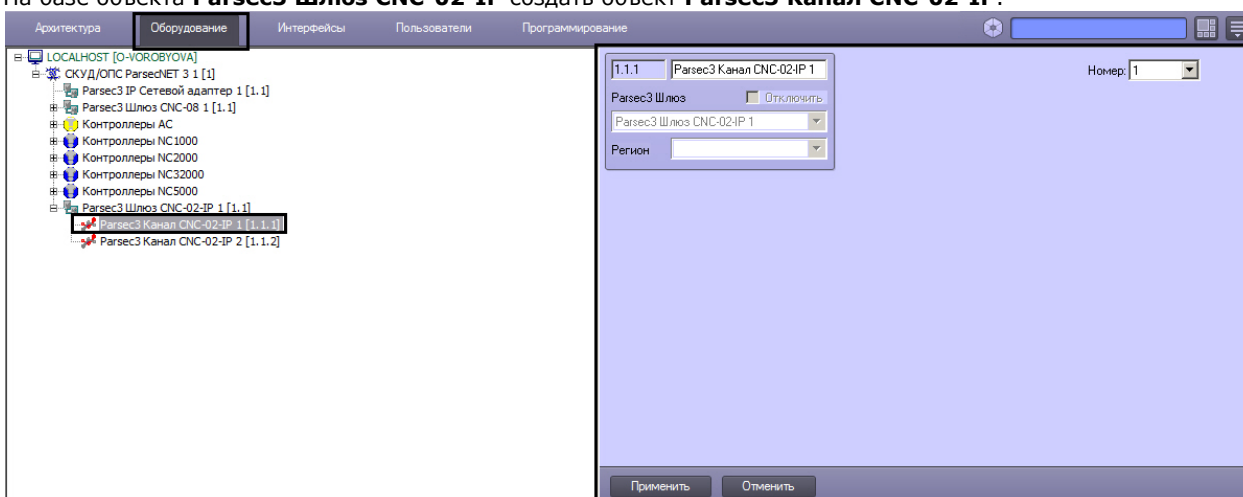 На базе объекта Parsec3 Шлюз CNC-02-IP создать объект Parsec3 Канал CNC-02-IP.
Архитектура Оборудование Интерфейсы Пользователи Программирование
LOCALHOST [O-VOROBYOVA]
СКУД/ОПС ParsecNET 3 1 [1]
Parsec3 IP Сетевой адаптер 1 [1.1]
Parsec3 Шлюз CNC-08 1 [1.1]
Контроллеры AC
Контроллеры NC1000
Контроллеры NC2000
Контроллеры NC32000
Контроллеры NC5000
Parsec3 Шлюз CNC-02-IP 1 [1.1]
Parsec3 Канал CNC-02-IP 1 [1.1.1]
Parsec3 Канал CNC-02-IP 2 [1.1.2]
1.1.1 Parsec3 Канал CNC-02-IP 1
Номер: 1
Parsec3 Шлюз Отключить
Parsec3 Шлюз CNC-02-IP 1
Регион
Применить Отменить